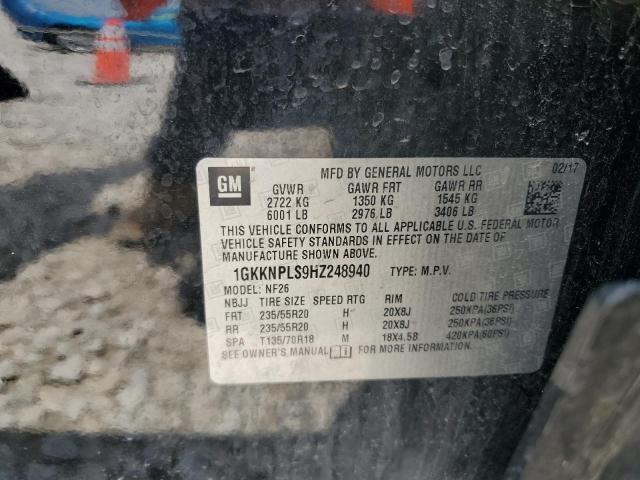 GM
MFD BY GENERAL MOTORS LLC 02/17
GVWR GAWR FRT GAWR RR
2722 KG 1350 KG 1545 KG
6001 LB 2976 LB 3406 LB
THIS VEHICLE CONFORMS TO ALL APPLICABLE U.S. FEDERAL MOTOR
VEHICLE SAFETY STANDARDS IN EFFECT ON THE DATE OF
MANUFACTURE SHOWN ABOVE.
1GKKNPLS9HZ248940 TYPE: M.P.V.
MODEL: NF26
NBJJ TIRE SIZE SPEED RTG RIM COLD TIRE PRESSURE
FRT 235/55R20 H 20X8J 250KPA(36PSI)
RR 235/55R20 H 20X8J 250KPA(36PSI)
SPA T135/70R18 M 18X4.5B 420KPA(60PSI)
SEE OWNER'S MANUAL FOR MORE INFORMATION.